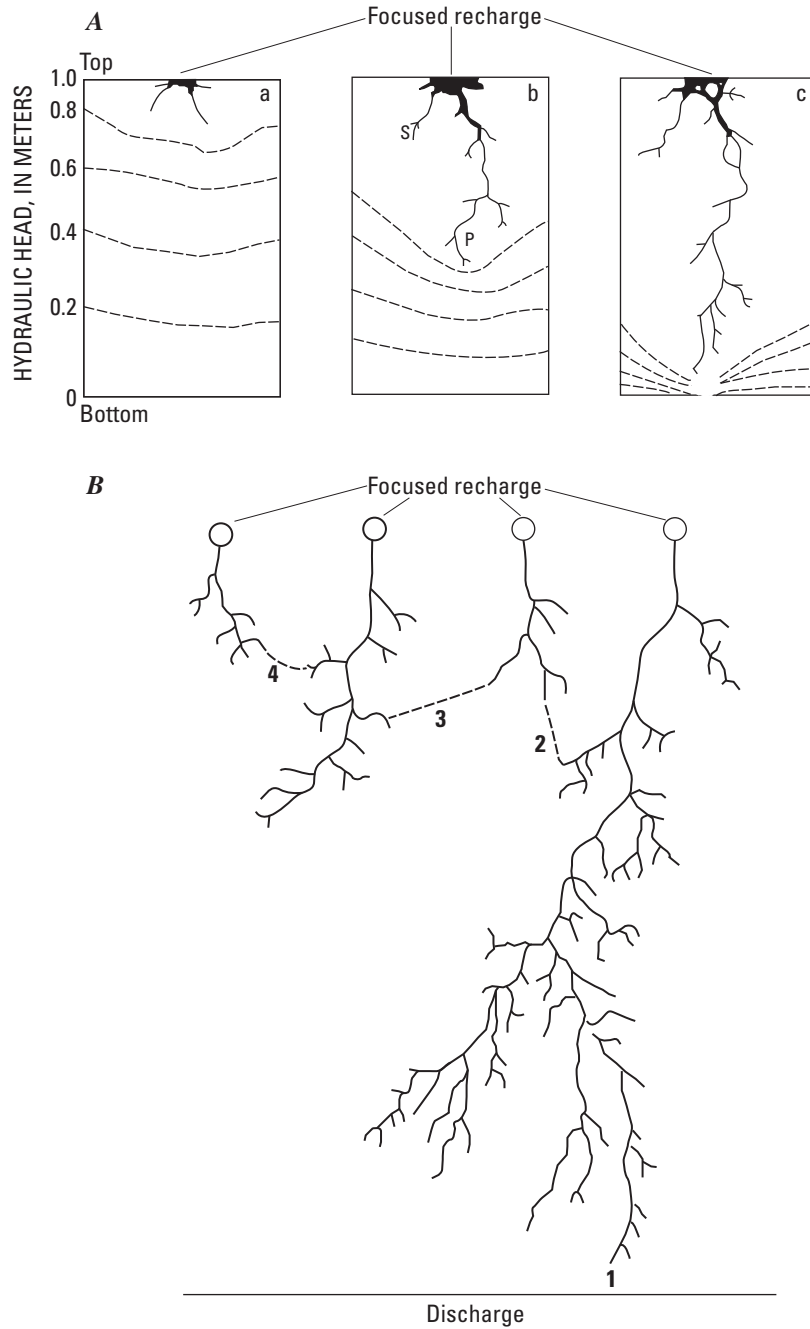 A
Focused recharge
Top
HYDRAULIC HEAD, IN METERS
1.0
0.8
0.6
0.4
0.2
0
Bottom
a
b
S
P
c
B
Focused recharge
4
3
2
1
Discharge